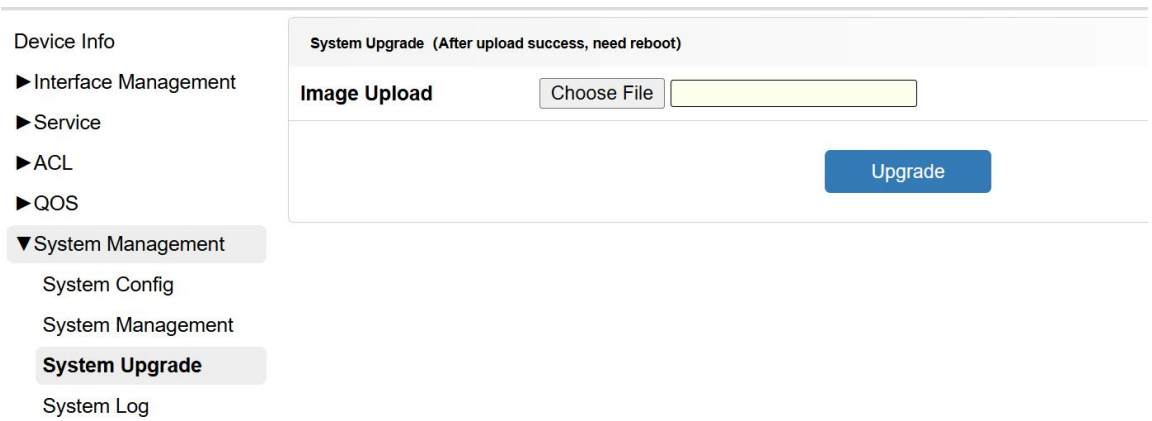 Device Info
►Interface Management
►Service
►ACL
►QOS
▼System Management
System Config
System Management
System Upgrade
System Log
System Upgrade (After upload success, need reboot)
Image Upload Choose File
Upgrade